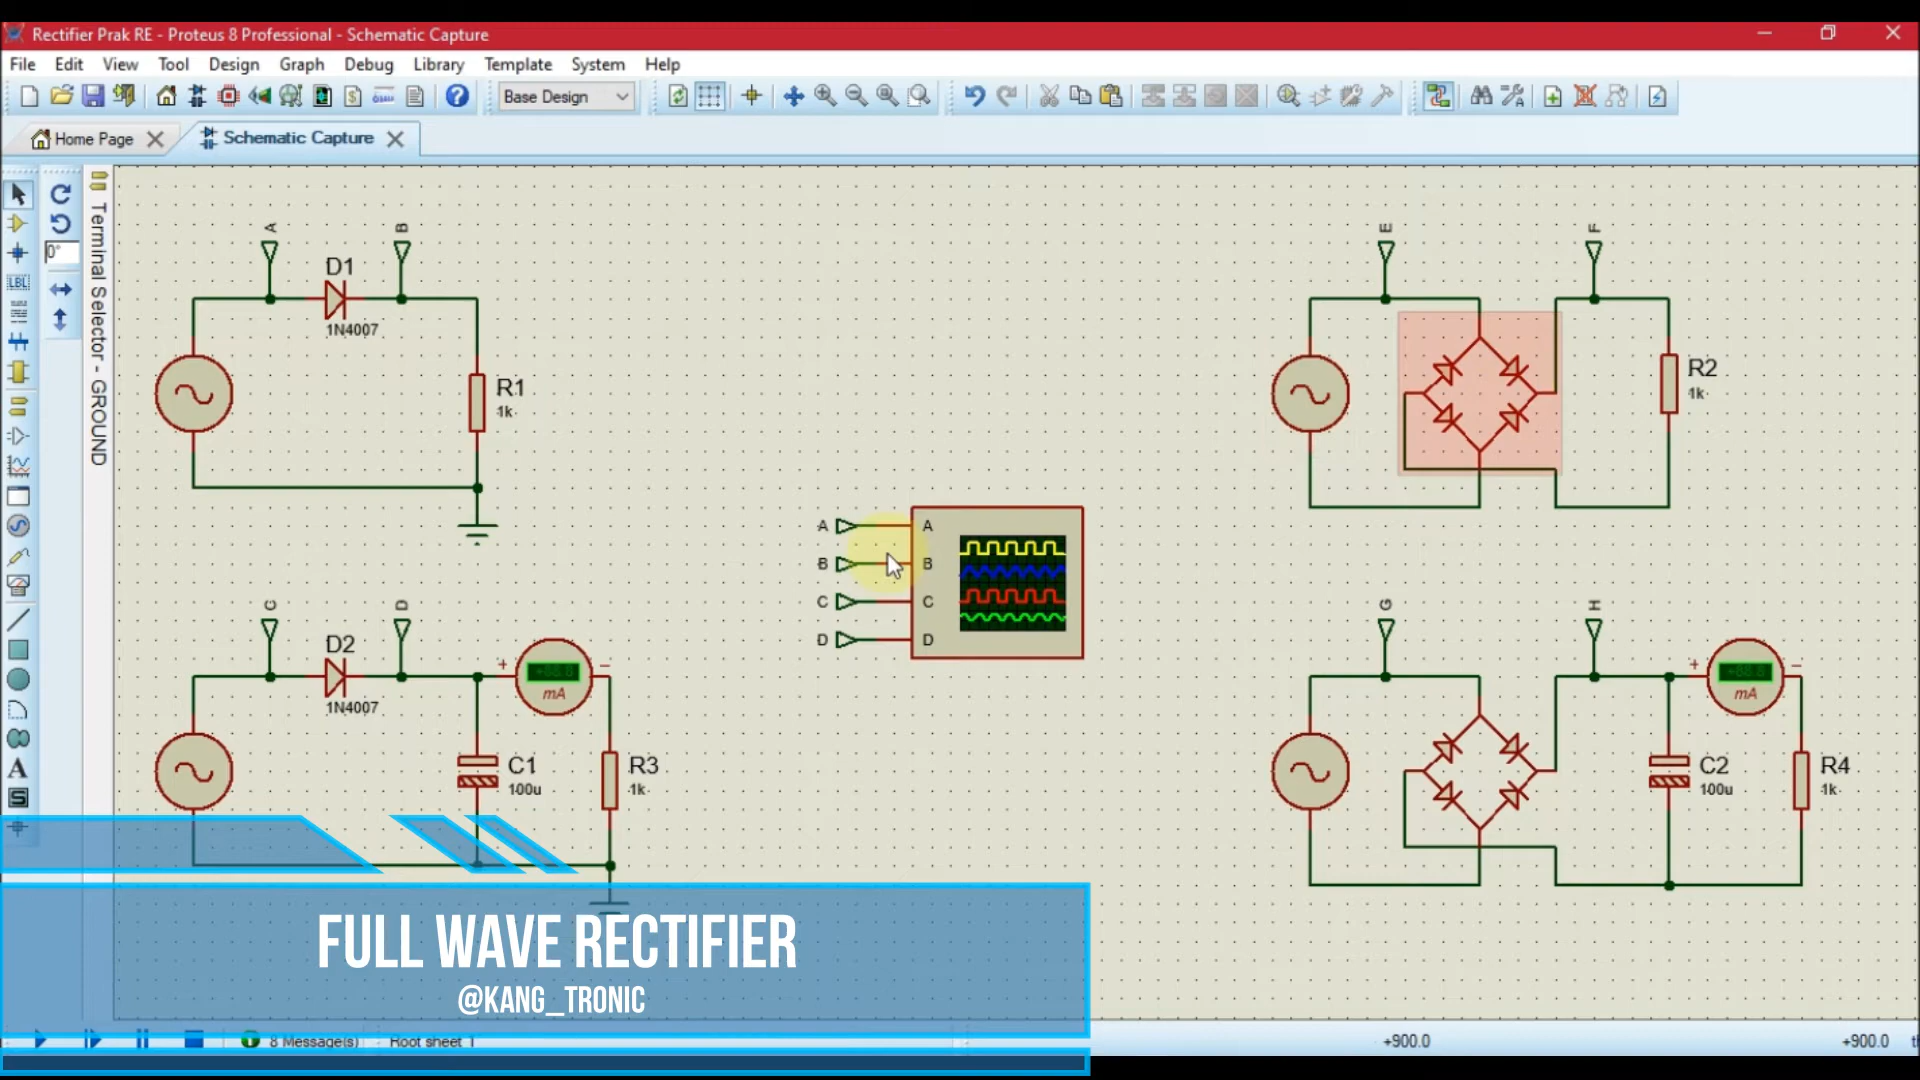 Rectifier Prak RE - Proteus 8 Professional - Schematic Capture
File Edit View Tool Design Graph Debug Library Template System Help
Base Design
Home Page
Schematic Capture
0°
LBL
Terminal Selector - GROUND
A
B
D1
1N4007
R1
1k
E
F
R2
1k
A A
B B
C C
D D
C
D
D2
1N4007
+
-
mA
C1
100u
R3
1k
G
H
+
-
mA
C2
100u
R4
1k
A
S
FULL WAVE RECTIFIER
@KANG_TRONIC
8 Message(s)
Root sheet 1
+900.0
+900.0